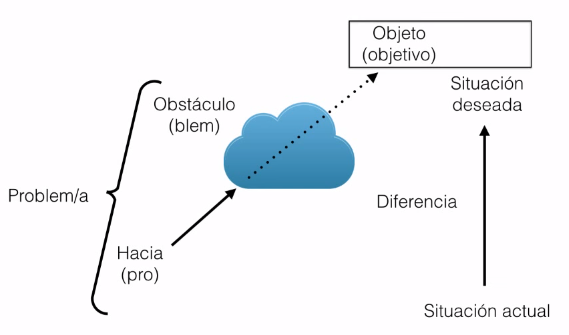 Objeto
(objetivo)
Situación
deseada
Obstáculo
(blem)
Problem/a
Diferencia
Hacia
(pro)
Situación actual